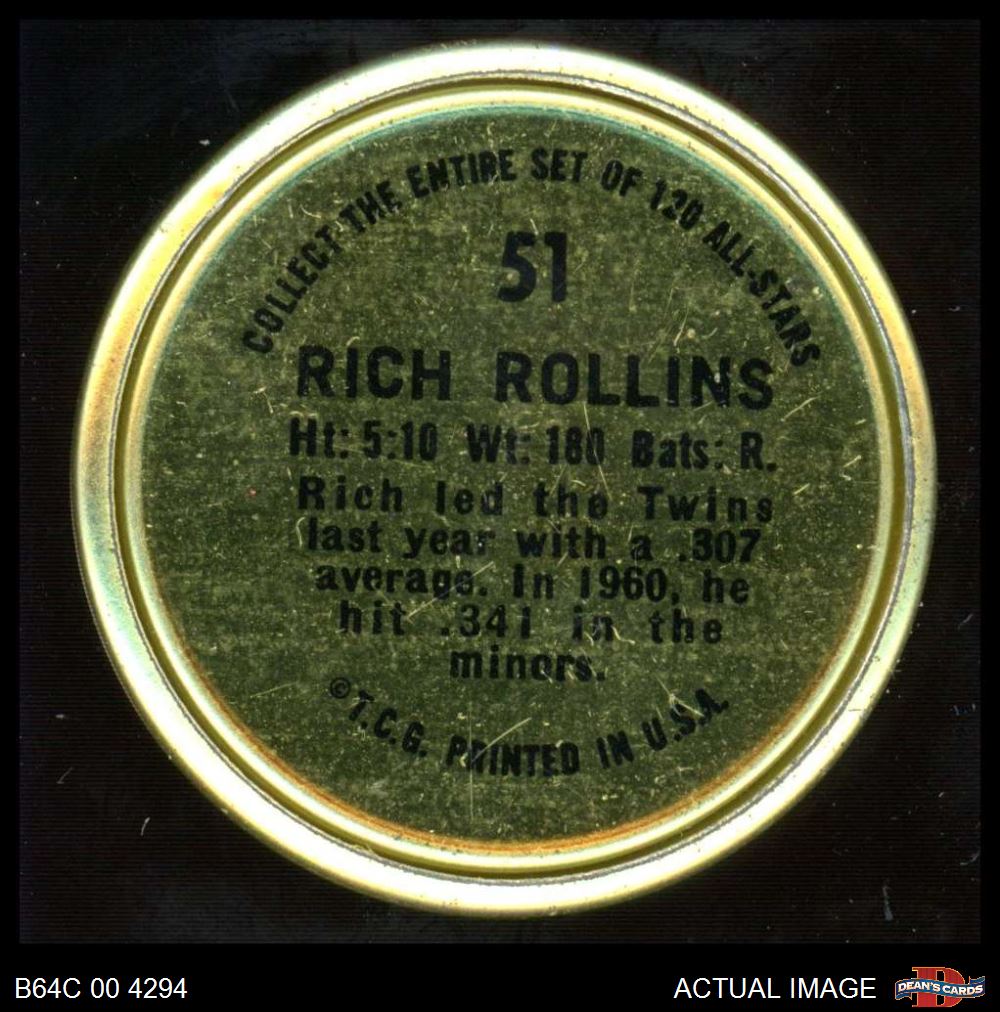 COLLECT THE ENTIRE SET OF 120 ALL-STARS
51
RICH ROLLINS
Ht: 5:10 Wt: 180 Bats: R.
Rich led the Twins
last year with a .307
average. In 1960, he
hit .341 in the
minors.
© T.C.G. PRINTED IN U.S.A.
B64C 00 4294
ACTUAL IMAGE
D
DEAN'S CARDS